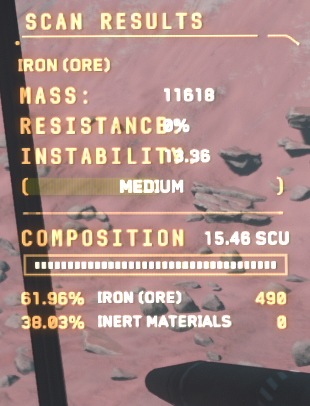 SCAN RESULTS
IRON (ORE)
MASS: 11618
RESISTANCE 0%
INSTABILITY 13.36
( MEDIUM )
COMPOSITION 15.46 SCU
61.96% IRON (ORE) 490
38.03% INERT MATERIALS 0